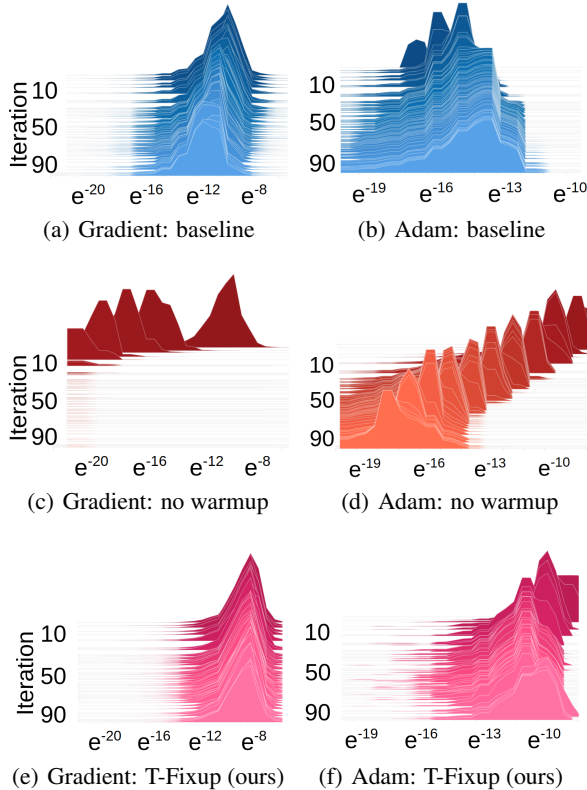 Iteration
10
50
90
e-20 e-16 e-12 e-8
e-19 e-16 e-13 e-10
10
50
90
(a) Gradient: baseline
(b) Adam: baseline
Iteration
10
50
90
e-20 e-16 e-12 e-8
e-19 e-16 e-13 e-10
10
50
90
(c) Gradient: no warmup
(d) Adam: no warmup
Iteration
10
50
90
e-20 e-16 e-12 e-8
e-19 e-16 e-13 e-10
10
50
90
(e) Gradient: T-Fixup (ours)
(f) Adam: T-Fixup (ours)